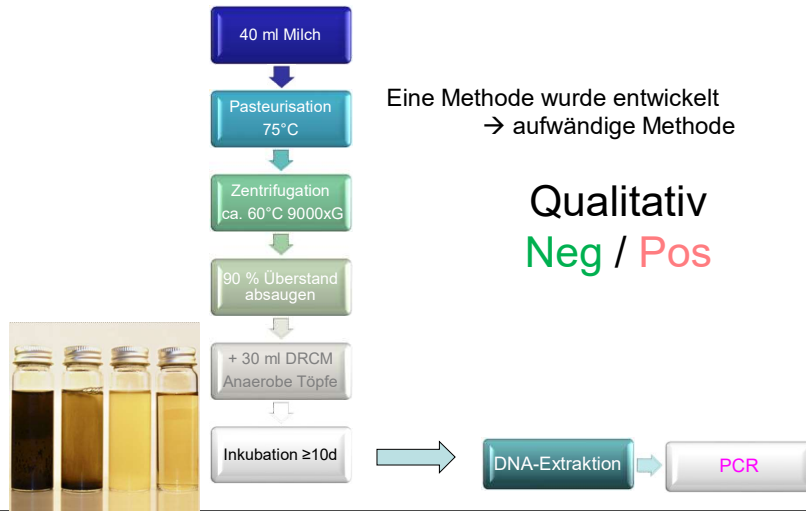 40 ml Milch
Pasteurisation
75°C
Zentrifugation
ca. 60°C 9000xG
90 % Überstand
absaugen
+ 30 ml DRCM
Anaerobe Töpfe
Inkubation ≥10d
Eine Methode wurde entwickelt
→ aufwändige Methode
Qualitativ
Neg / Pos
DNA-Extraktion
PCR